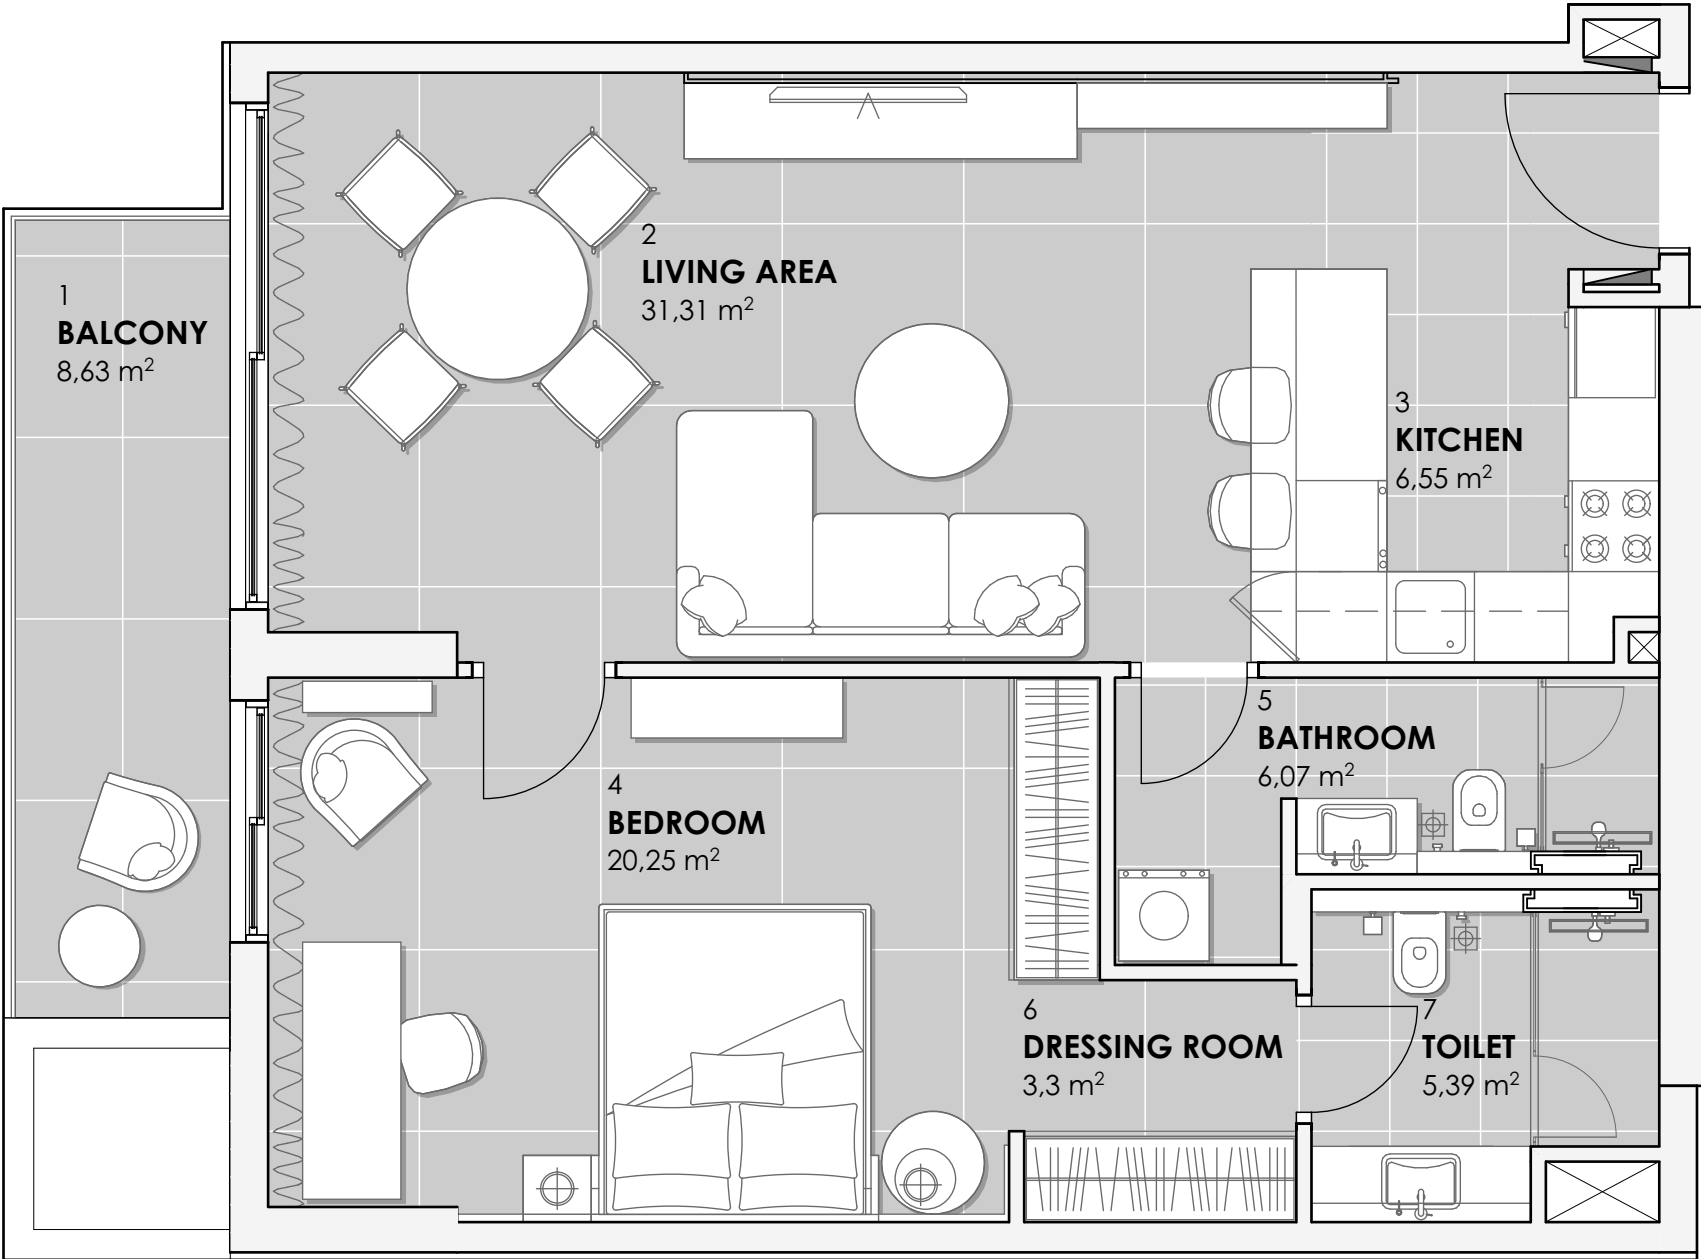 1
BALCONY
8,63 m²
2
LIVING AREA
31,31 m²
3
KITCHEN
6,55 m²
4
BEDROOM
20,25 m²
5
BATHROOM
6,07 m²
6
DRESSING ROOM
3,3 m²
7
TOILET
5,39 m²